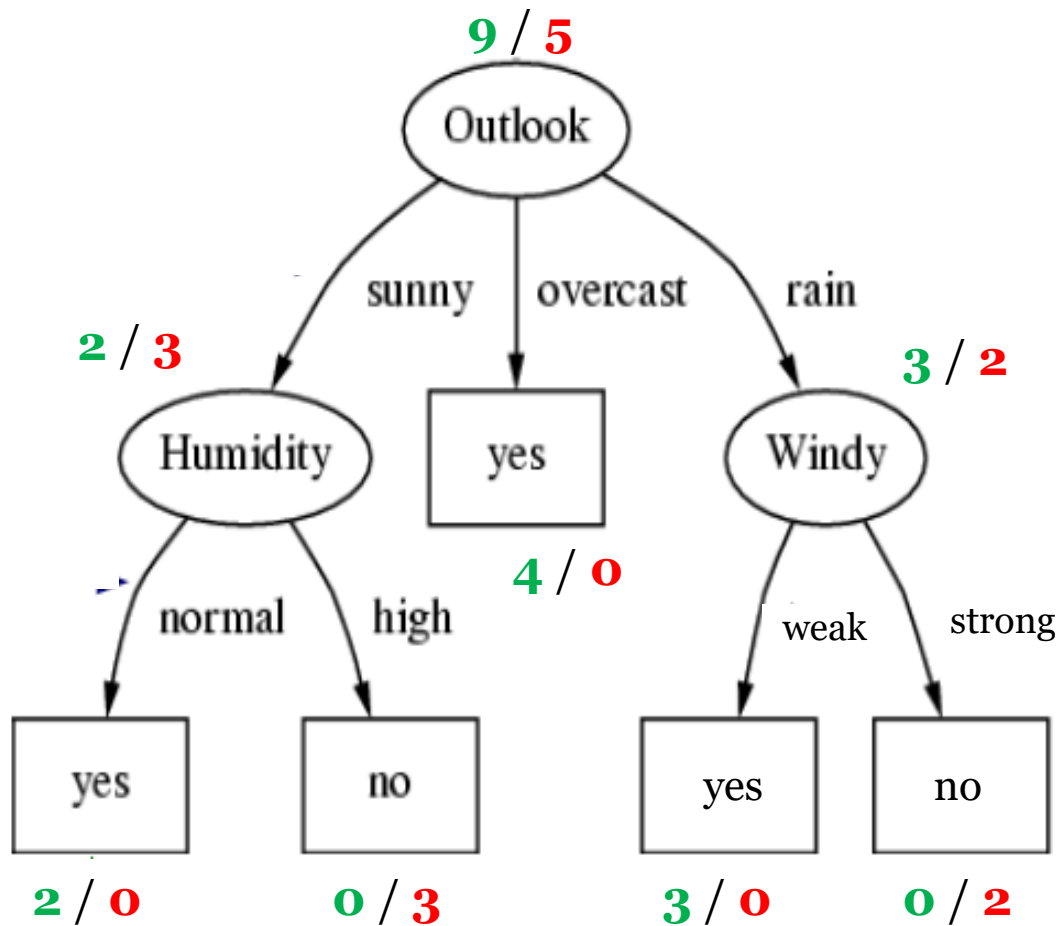 9 / 5
Outlook
sunny overcast rain
2 / 3
3 / 2
Humidity yes Windy
4 / 0
normal high weak strong
yes no yes no
2 / 0 0 / 3 3 / 0 0 / 2